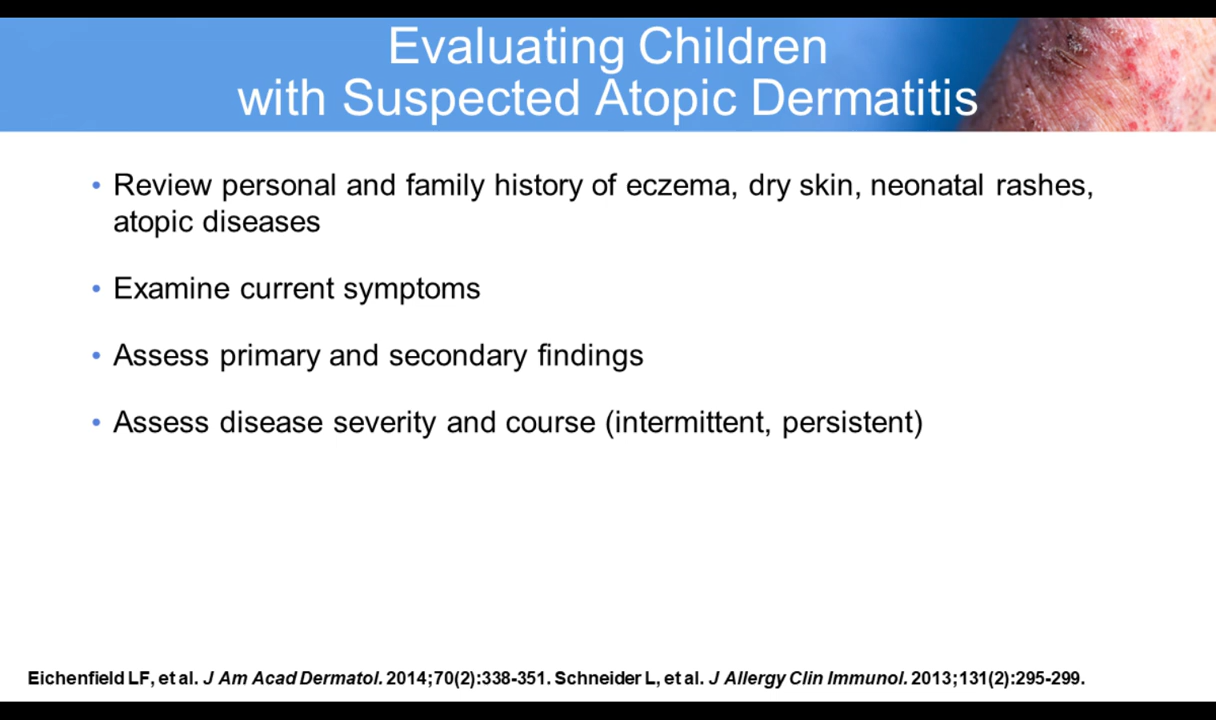 Evaluating Children
with Suspected Atopic Dermatitis
• Review personal and family history of eczema, dry skin, neonatal rashes,
atopic diseases
• Examine current symptoms
• Assess primary and secondary findings
• Assess disease severity and course (intermittent, persistent)
Eichenfield LF, et al. J Am Acad Dermatol. 2014;70(2):338-351. Schneider L, et al. J Allergy Clin Immunol. 2013;131(2):295-299.